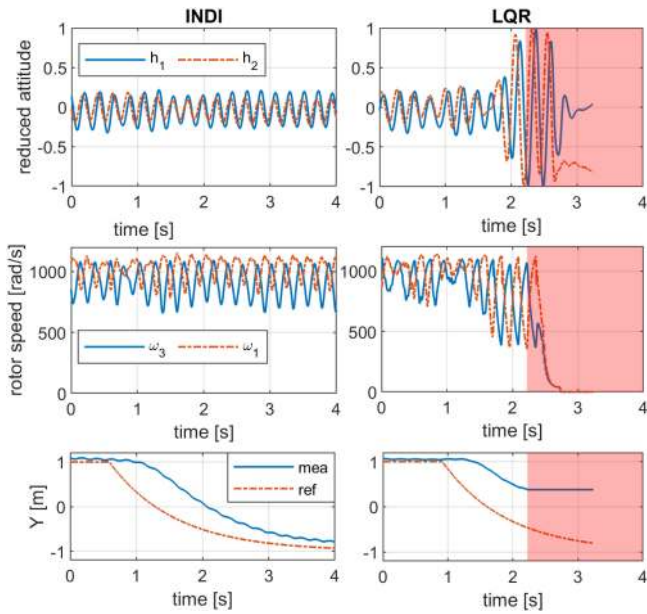 INDI LQR
h1 h2
reduced attitude
1
0.5
0
-0.5
-1
0 1 2 3 4
time [s]
1
0.5
0
-0.5
-1
0 1 2 3 4
time [s]
rotor speed [rad/s]
1000
500
0
ω3 ω1
0 1 2 3 4
time [s]
1000
500
0
0 1 2 3 4
time [s]
Y [m]
1
0
-1
mea
ref
0 1 2 3 4
time [s]
1
0
-1
0 1 2 3 4
time [s]